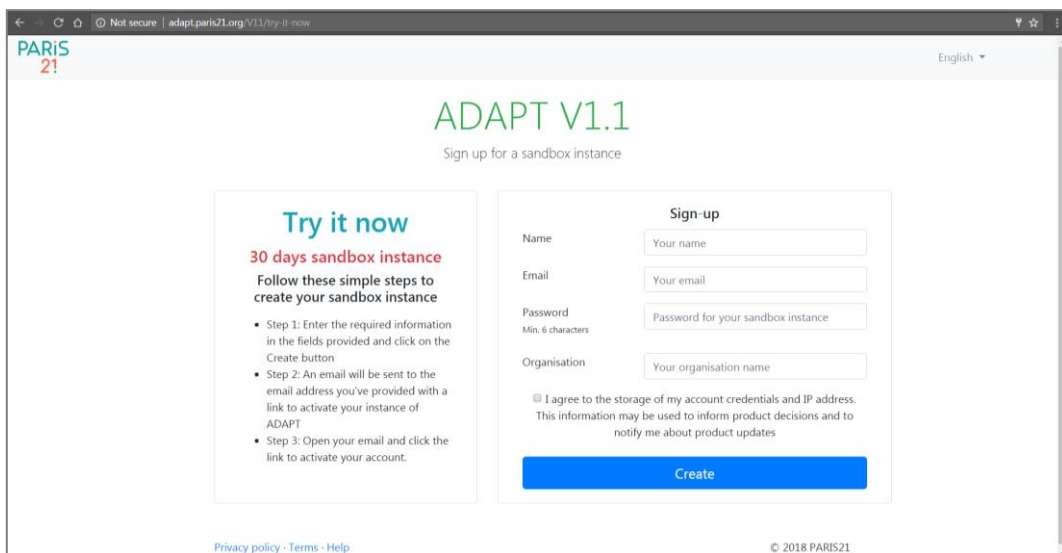 Not secure | adapt.paris21.org/V11/try-it-now
PARiS
21!
English
ADAPT V1.1
Sign up for a sandbox instance
Try it now
30 days sandbox instance
Follow these simple steps to
create your sandbox instance
• Step 1: Enter the required information
in the fields provided and click on the
Create button
• Step 2: An email will be sent to the
email address you've provided with a
link to activate your instance of
ADAPT
• Step 3: Open your email and click the
link to activate your account.
Sign-up
Name
Your name
Email
Your email
Password
Min. 6 characters
Password for your sandbox instance
Organisation
Your organisation name
I agree to the storage of my account credentials and IP address.
This information may be used to inform product decisions and to
notify me about product updates
Create
Privacy policy · Terms · Help
© 2018 PARIS21